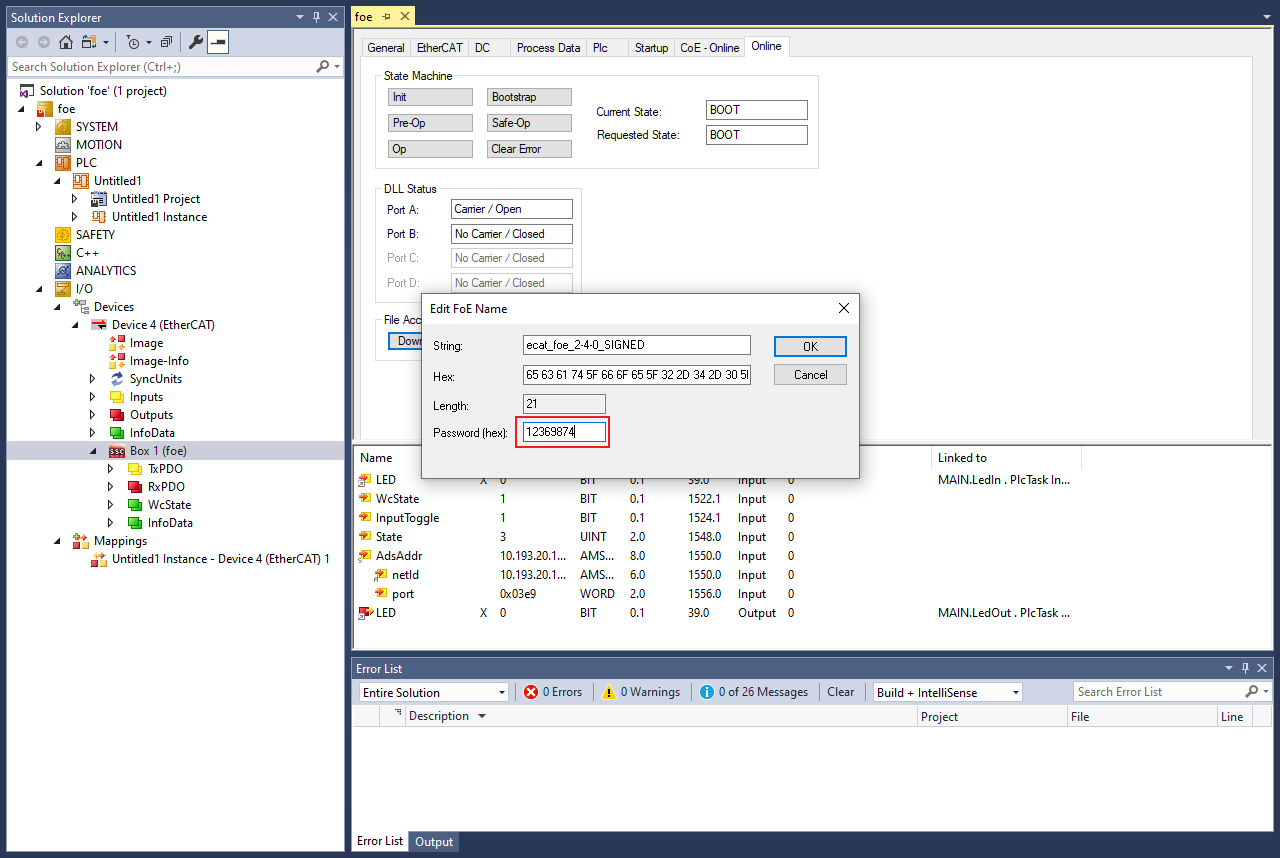 Solution Explorer
Search Solution Explorer (Ctrl+;)
Solution 'foe' (1 project)
foe
SYSTEM
MOTION
PLC
Untitled1
Untitled1 Project
Untitled1 Instance
SAFETY
C++
ANALYTICS
I/O
Devices
Device 4 (EtherCAT)
Image
Image-Info
SyncUnits
Inputs
Outputs
InfoData
Box 1 (foe)
TxPDO
RxPDO
WcState
InfoData
Mappings
Untitled1 Instance - Device 4 (EtherCAT) 1
foe
General EtherCAT DC Process Data Plc Startup CoE - Online Online
State Machine
Init Bootstrap
Pre-Op Safe-Op
Op Clear Error
Current State: BOOT
Requested State: BOOT
DLL Status
Port A: Carrier / Open
Port B: No Carrier / Closed
Port C: No Carrier / Closed
Port D: No Carrier / Closed
File Acc
Down
Edit FoE Name
String: ecat_foe_2-4-0_SIGNED OK
Hex: 65 63 61 74 5F 66 6F 65 5F 32 2D 34 2D 30 5 Cancel
Length: 21
Password (hex): 12369874
Name Linked to
LED X 0 BIT 0.1 39.0 Input 0 MAIN.LedIn . PlcTask In...
WcState 1 BIT 0.1 1522.1 Input 0
InputToggle 1 BIT 0.1 1524.1 Input 0
State 3 UINT 2.0 1548.0 Input 0
AdsAddr 10.193.20.1... AMS... 8.0 1550.0 Input 0
netId 10.193.20.1... AMS... 6.0 1550.0 Input 0
port 0x03e9 WORD 2.0 1556.0 Input 0
LED X 0 BIT 0.1 39.0 Output 0 MAIN.LedOut . PlcTask ...
Error List
Entire Solution 0 Errors 0 Warnings 0 of 26 Messages Clear Build + IntelliSense Search Error List
Description Project File Line
Error List Output